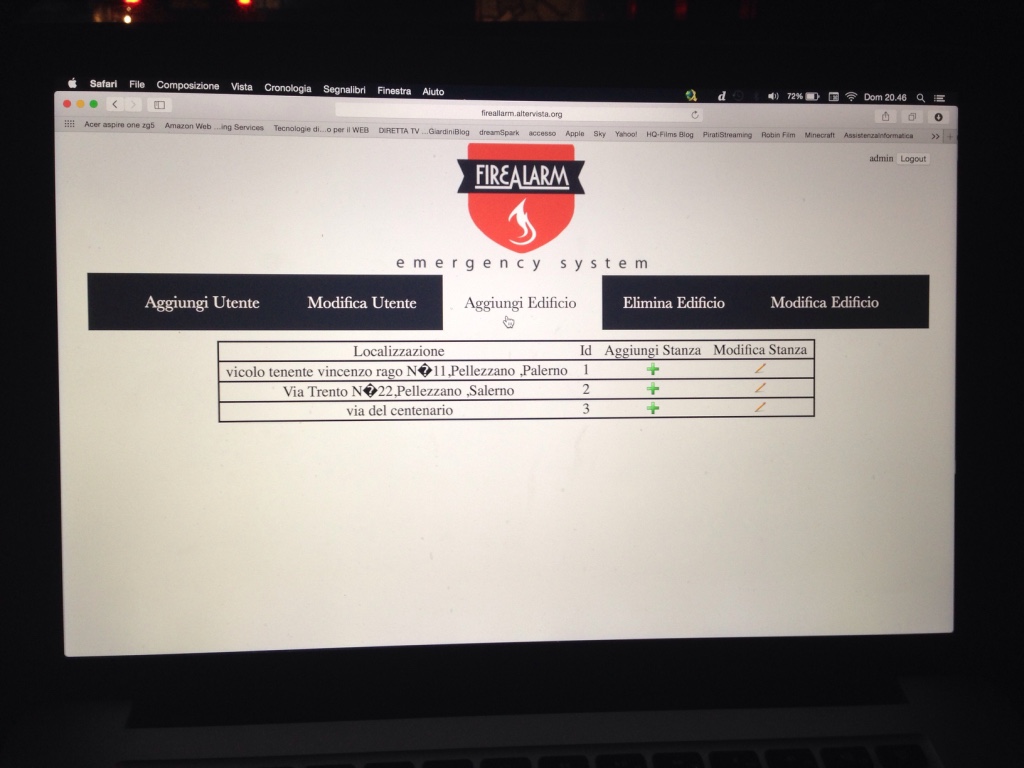 Safari File Composizione Vista Cronologia Segnalibri Finestra Aiuto d 72% Dom 20.46
fireallarm.altervista.org
Acer aspire one zg5 Amazon Web ...ing Services Tecnologie di...o per il WEB DIRETTA TV ...GiardiniBlog dreamSpark accesso Apple Sky Yahoo! HQ-Films Blog PiratiStreaming Robin Film Minecraft AssistenzaInformatica >>
admin Logout
FIREALARM
emergency system
Aggiungi Utente Modifica Utente Aggiungi Edificio Elimina Edificio Modifica Edificio
Localizzazione Id Aggiungi Stanza Modifica Stanza
vicolo tenente vincenzo rago N�11,Pellezzano ,Palerno 1
Via Trento N�22,Pellezzano ,Salerno 2
via del centenario 3